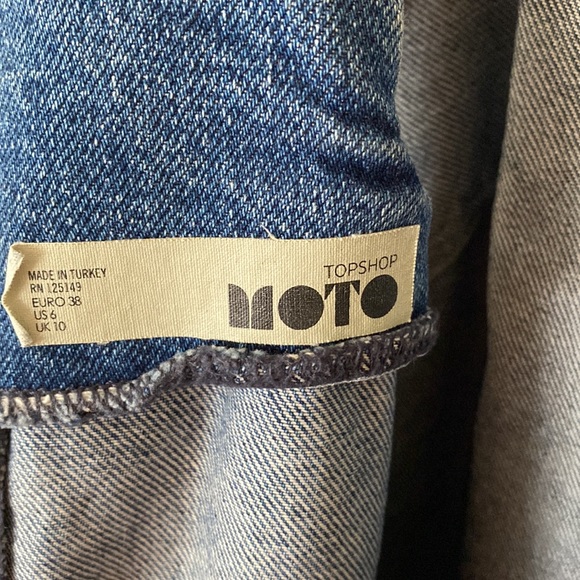 MADE IN TURKEY
RN 125149
EURO 38
US 6
UK 10
TOPSHOP
MOTO